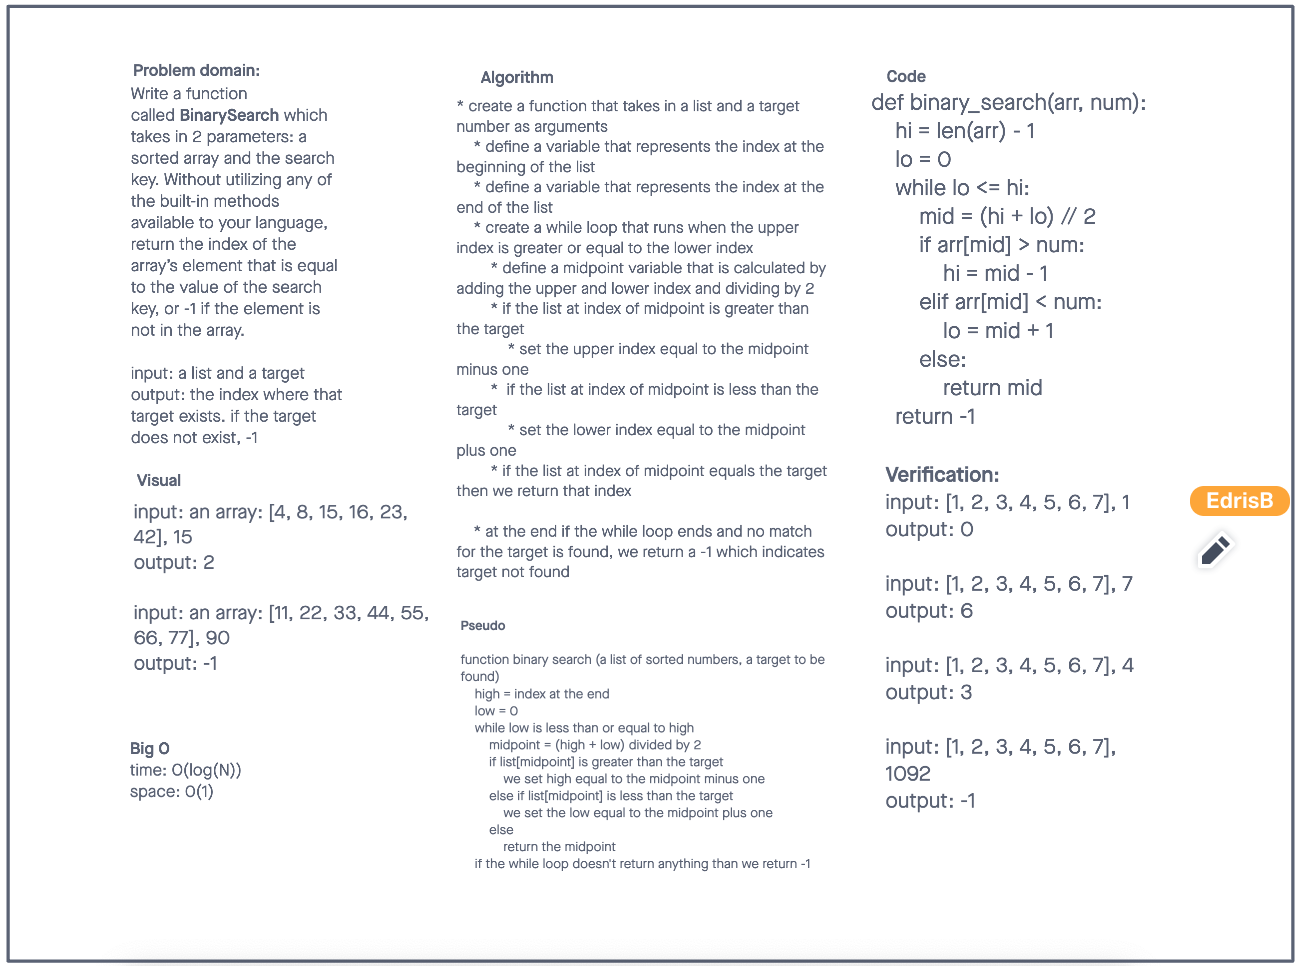 Problem domain:
Write a function
called BinarySearch which
takes in 2 parameters: a
sorted array and the search
key. Without utilizing any of
the built-in methods
available to your language,
return the index of the
array's element that is equal
to the value of the search
key, or -1 if the element is
not in the array.
input: a list and a target
output: the index where that
target exists. if the target
does not exist, -1
Visual
input: an array: [4, 8, 15, 16, 23,
42], 15
output: 2
input: an array: [11, 22, 33, 44, 55,
66, 77], 90
output: -1
Big O
time: O(log(N))
space: O(1)
Algorithm
* create a function that takes in a list and a target
number as arguments
* define a variable that represents the index at the
beginning of the list
* define a variable that represents the index at the
end of the list
* create a while loop that runs when the upper
index is greater or equal to the lower index
* define a midpoint variable that is calculated by
adding the upper and lower index and dividing by 2
* if the list at index of midpoint is greater than
the target
* set the upper index equal to the midpoint
minus one
* if the list at index of midpoint is less than the
target
* set the lower index equal to the midpoint
plus one
* if the list at index of midpoint equals the target
then we return that index
* at the end if the while loop ends and no match
for the target is found, we return a -1 which indicates
target not found
Pseudo
function binary search (a list of sorted numbers, a target to be
found)
high = index at the end
low = 0
while low is less than or equal to high
midpoint = (high + low) divided by 2
if list[midpoint] is greater than the target
we set high equal to the midpoint minus one
else if list[midpoint] is less than the target
we set the low equal to the midpoint plus one
else
return the midpoint
if the while loop doesn't return anything than we return -1
Code
def binary_search(arr, num):
hi = len(arr) - 1
lo = 0
while lo <= hi:
mid = (hi + lo) // 2
if arr[mid] > num:
hi = mid - 1
elif arr[mid] < num:
lo = mid + 1
else:
return mid
return -1
Verification:
input: [1, 2, 3, 4, 5, 6, 7], 1
output: 0
input: [1, 2, 3, 4, 5, 6, 7], 7
output: 6
input: [1, 2, 3, 4, 5, 6, 7], 4
output: 3
input: [1, 2, 3, 4, 5, 6, 7],
1092
output: -1
EdrisB